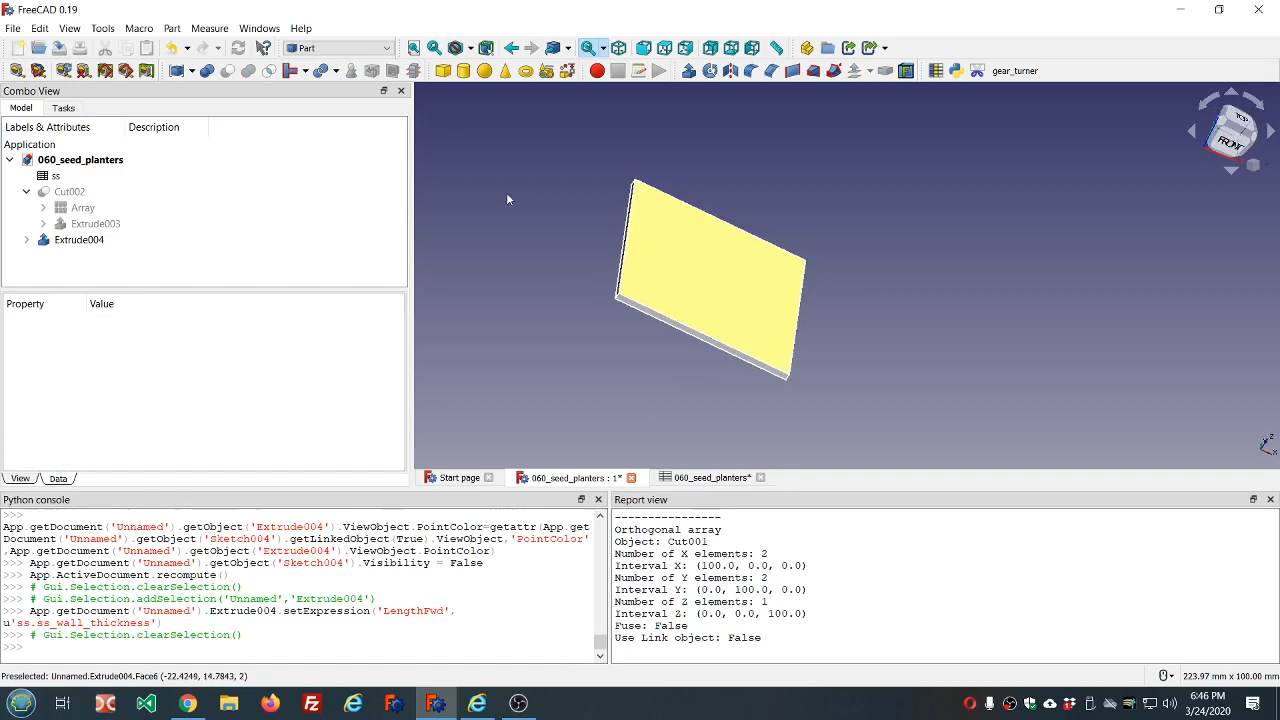 FreeCAD 0.19
File Edit View Tools Macro Part Measure Windows Help
Part
gear_turner
Combo View
Model Tasks
Labels & Attributes Description
Application
060_seed_planters
ss
Cut002
Array
Extrude003
Extrude004
Property Value
View Data
TOP
FRONT
Z
X
Start page 060_seed_planters : 1* 060_seed_planters*
Python console
>>>
App.getDocument('Unnamed').getObject('Extrude004').ViewObject.PointColor=getattr(App.get
Document('Unnamed').getObject('Sketch004').getLinkedObject(True).ViewObject,'PointColor'
,App.getDocument('Unnamed').getObject('Extrude004').ViewObject.PointColor)
>>> App.getDocument('Unnamed').getObject('Sketch004').Visibility = False
>>> App.ActiveDocument.recompute()
>>> # Gui.Selection.clearSelection()
>>> # Gui.Selection.addSelection('Unnamed','Extrude004')
>>> App.getDocument('Unnamed').Extrude004.setExpression('LengthFwd',
u'ss.ss_wall_thickness')
>>> # Gui.Selection.clearSelection()
>>>
Report view
----------------
Orthogonal array
Object: Cut001
Number of X elements: 2
Interval X: (100.0, 0.0, 0.0)
Number of Y elements: 2
Interval Y: (0.0, 100.0, 0.0)
Number of Z elements: 1
Interval Z: (0.0, 0.0, 100.0)
Fuse: False
Use Link object: False
Preselected: Unnamed.Extrude004.Face6 (-22.4249, 14.7843, 2)
223.97 mm x 100.00 mm
6:46 PM
3/24/2020